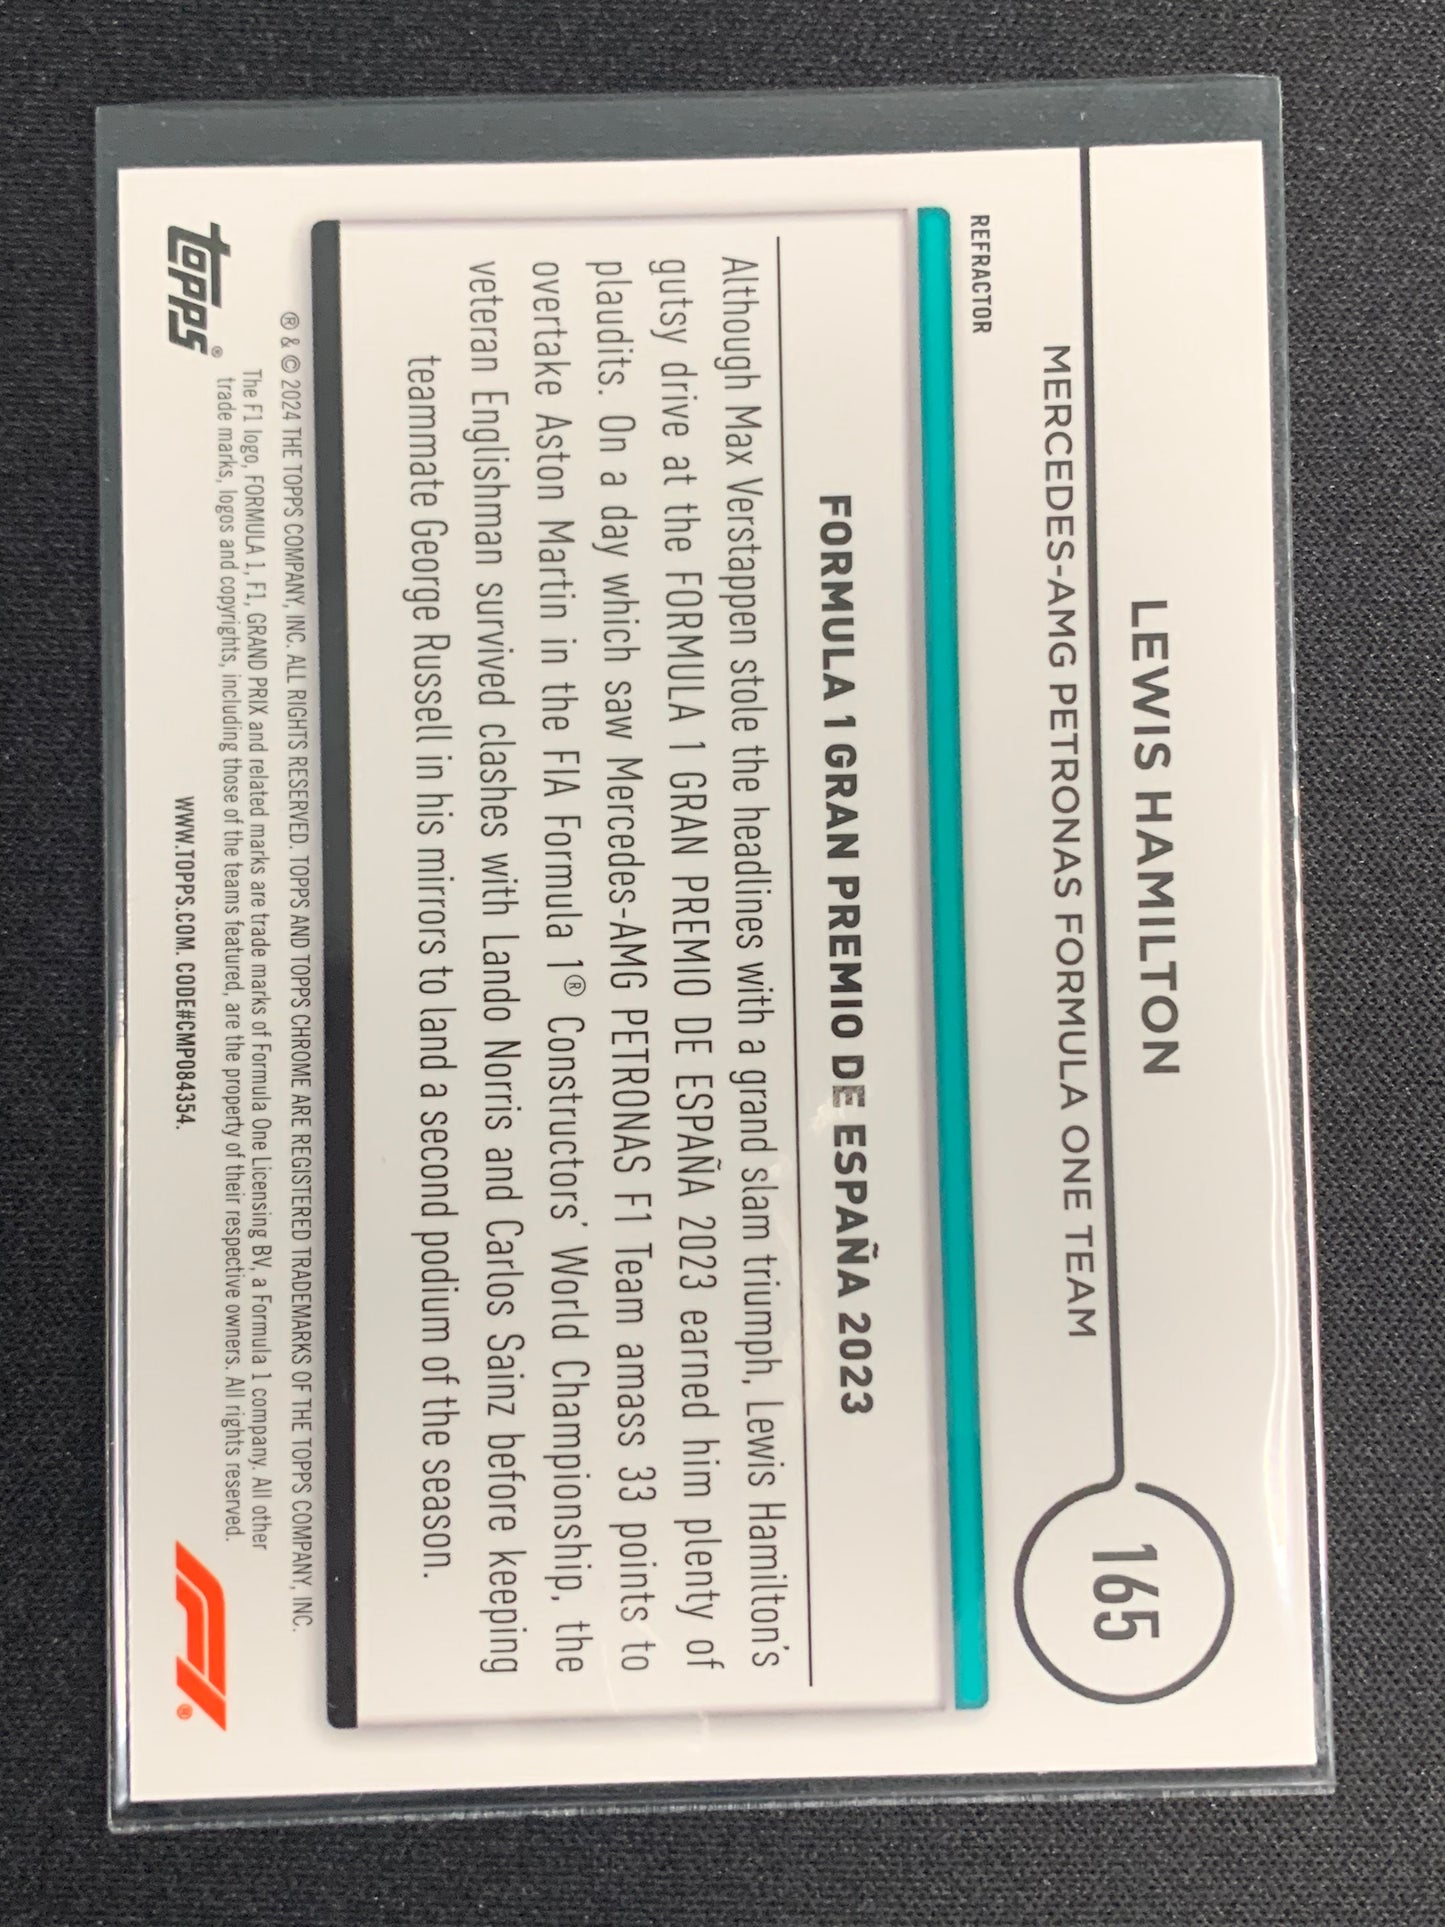 LEWIS HAMILTON
MERCEDES-AMG PETRONAS FORMULA ONE TEAM
165
REFRACTOR
FORMULA 1 GRAN PREMIO DE ESPAÑA 2023
Although Max Verstappen stole the headlines with a grand slam triumph, Lewis Hamilton's
gutsy drive at the FORMULA 1 GRAN PREMIO DE ESPAÑA 2023 earned him plenty of
plaudits. On a day which saw Mercedes-AMG PETRONAS F1 Team amass 33 points to
overtake Aston Martin in the FIA Formula 1® Constructors' World Championship, the
veteran Englishman survived clashes with Lando Norris and Carlos Sainz before keeping
teammate George Russell in his mirrors to land a second podium of the season.
® & © 2024 THE TOPPS COMPANY, INC. ALL RIGHTS RESERVED. TOPPS AND TOPPS CHROME ARE REGISTERED TRADEMARKS OF THE TOPPS COMPANY, INC.
The F1 logo, FORMULA 1, F1, GRAND PRIX and related marks are trade marks of Formula One Licensing BV, a Formula 1 company. All other
trade marks, logos and copyrights, including those of the teams featured, are the property of their respective owners. All rights reserved.
topps®
WWW.TOPPS.COM. CODE#CMP084354.
F1®